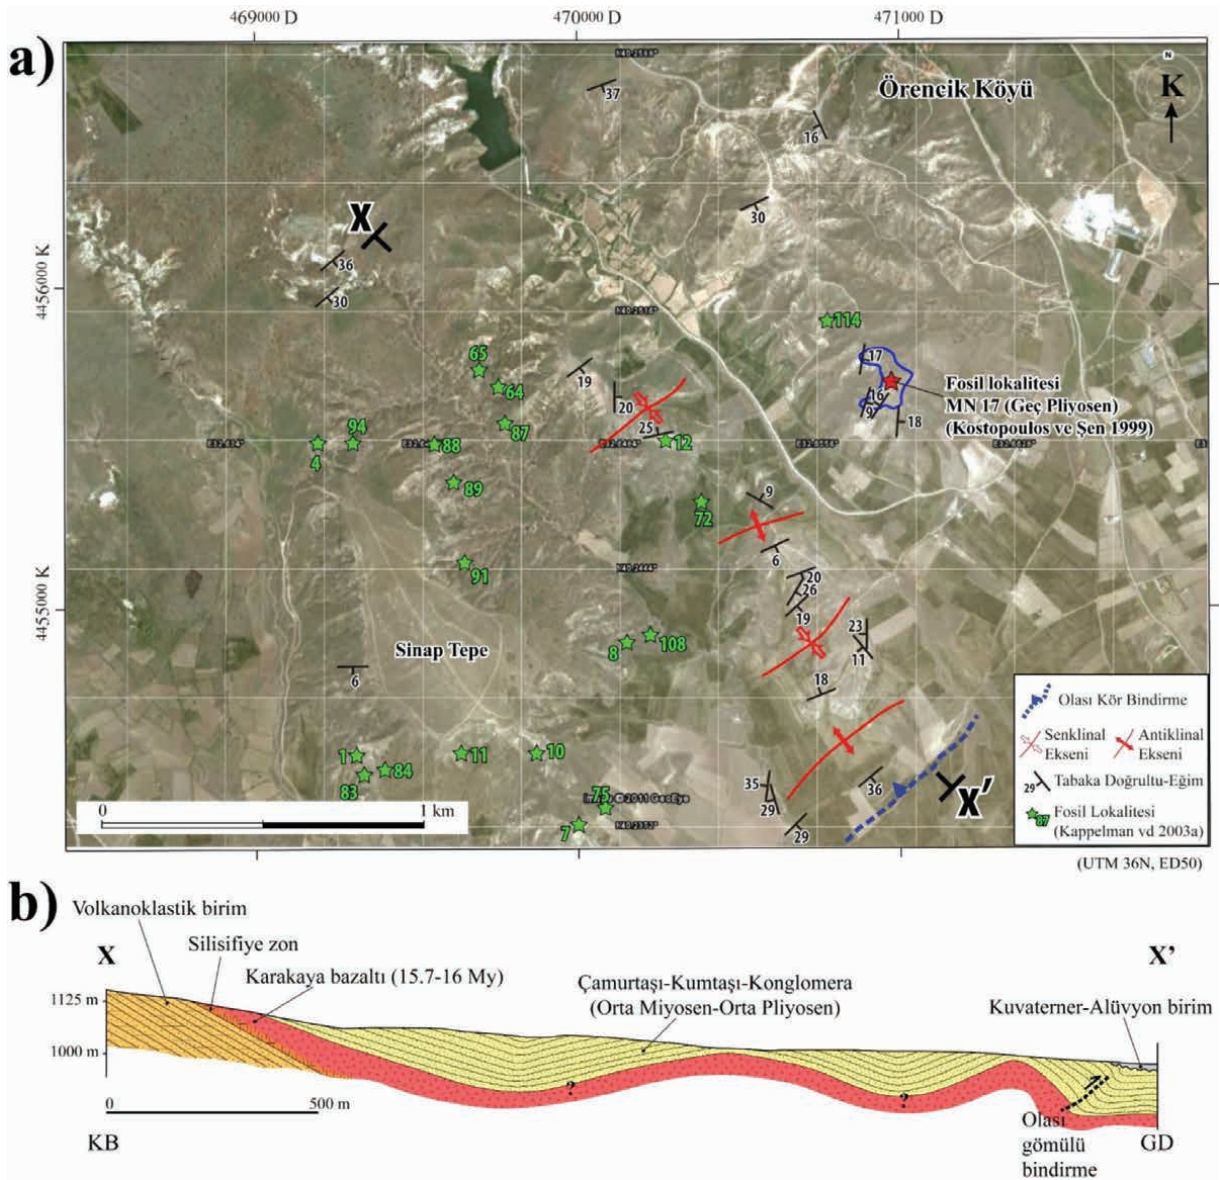 469000 D
470000 D
471000 D
a)
Örencik Köyü
N
K
37
16
30
X
36
30
4456000 K
114
65
64
87
19
20
25
12
17
16
9
18
Fosil lokalitesi
MN 17 (Geç Pliyosen)
(Kostopoulos ve Şen 1999)
94
4
88
89
72
9
6
91
20
26
19
4455000 K
8
108
23
11
Sinap Tepe
6
18
1
84
83
11
10
75
7
35
29
29
36
X'
0
1 km
Olası Kör Bindirme
Senklinal
Ekseni
Antiklinal
Ekseni
29
Tabaka Doğrultu-Eğim
87
Fosil Lokalitesi
(Kappelman vd 2003a)
(UTM 36N, ED50)
b)
Volkanoklastik birim
Silisifiye zon
Karakaya bazaltı (15.7-16 My)
Çamurtaşı-Kumtaşı-Konglomera
(Orta Miyosen-Orta Pliyosen)
Kuvaterner-Alüvyon birim
X
X'
1125 m
1000 m
?
?
0
500 m
KB
Olası
gömülü
bindirme
GD